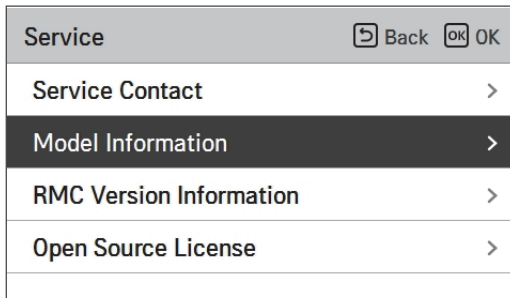 Service Back OK OK
Service Contact
Model Information
RMC Version Information
Open Source License